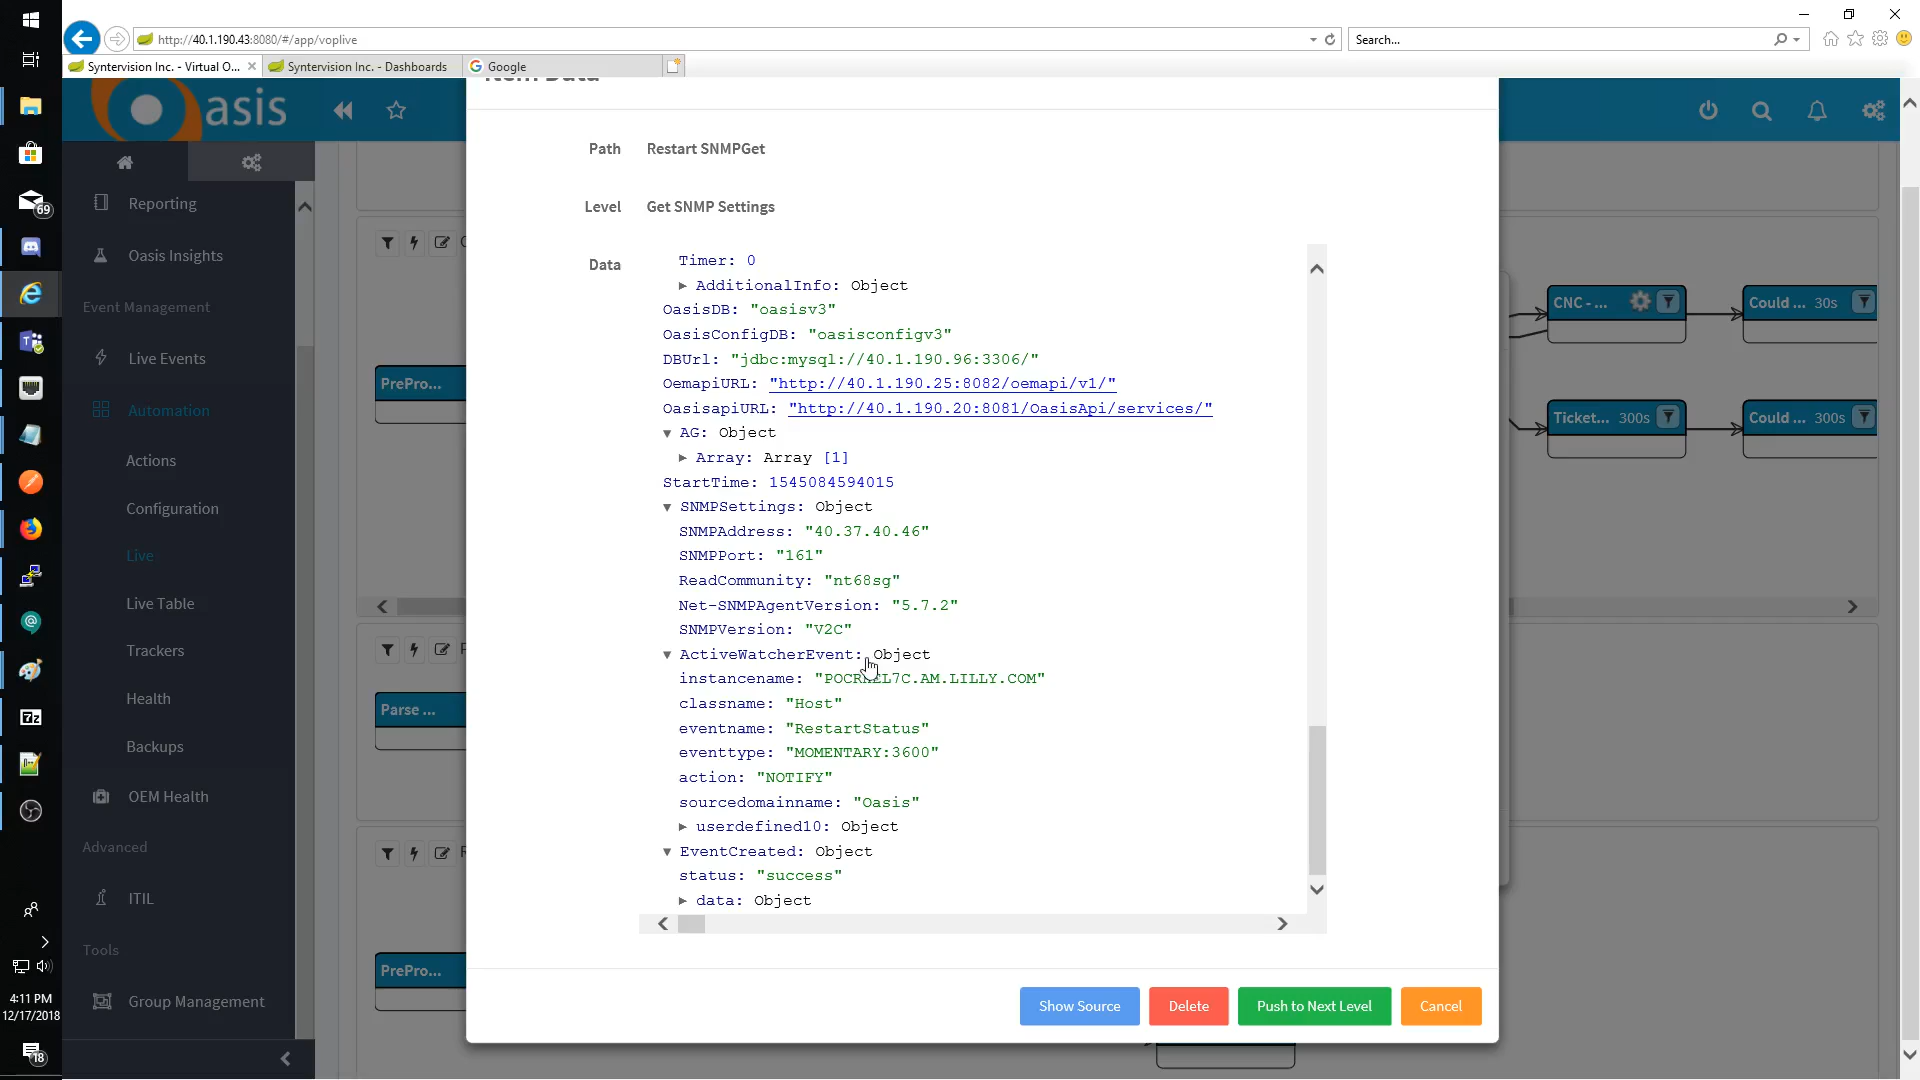 http://40.1.190.43:8080/#/app/voplive
Search...
Syntervision Inc. - Virtual O...
Syntervision Inc. - Dashboards
Google
asis
Path
Restart SNMPGet
Level
Get SNMP Settings
Data
Timer: 0
AdditionalInfo: Object
OasisDB: "oasisv3"
OasisConfigDB: "oasisconfigv3"
DBUrl: "jdbc:mysql://40.1.190.96:3306/"
OemapiURL: "http://40.1.190.25:8082/oemapi/v1/"
OasisapiURL: "http://40.1.190.20:8081/OasisApi/services/"
AG: Object
Array: Array [1]
StartTime: 1545084594015
SNMPSettings: Object
SNMPAddress: "40.37.40.46"
SNMPPort: "161"
ReadCommunity: "nt68sg"
Net-SNMPAgentVersion: "5.7.2"
SNMPVersion: "V2C"
ActiveWatcherEvent: Object
instancename:
classname: "Host"
eventname: "RestartStatus"
eventtype: "MOMENTARY:3600"
action: "NOTIFY"
sourcedomainname: "Oasis"
userdefined10: Object
EventCreated: Object
status: "success"
data: Object
Show Source
Delete
Push to Next Level
Cancel
Reporting
Oasis Insights
Event Management
Live Events
Automation
Actions
Configuration
Live
Live Table
Trackers
Health
Backups
OEM Health
Advanced
ITIL
Tools
Group Management
PrePro...
Parse ...
PrePro...
CNC - ...
Could ... 30s
Ticket... 300s
Could ... 300s
69
4:11 PM
12/17/2018
18